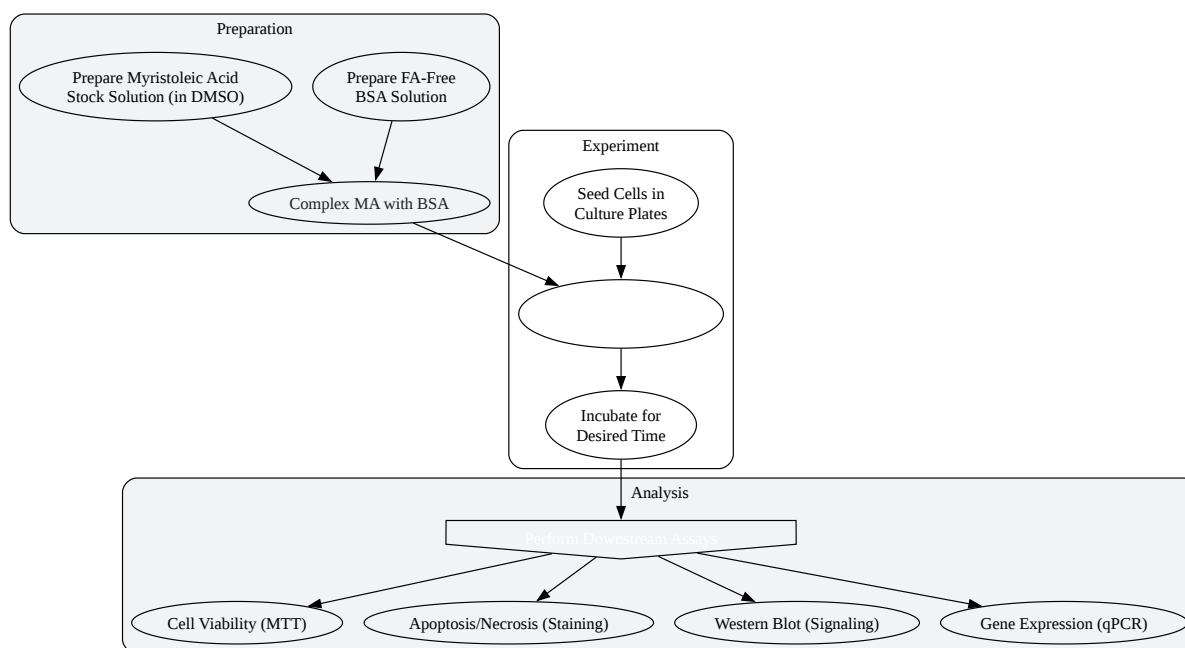 Preparation
Prepare Myristoleic Acid
Stock Solution (in DMSO)
Prepare FA-Free
BSA Solution
Complex MA with BSA
Experiment
Seed Cells in
Culture Plates
Incubate for
Desired Time
Analysis
Perform Downstream Assays
Cell Viability (MTT)
Apoptosis/Necrosis (Staining)
Western Blot (Signaling)
Gene Expression (qPCR)